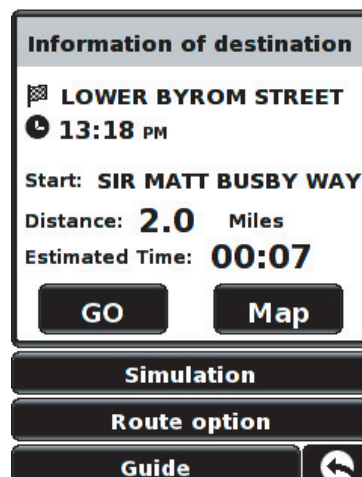 Information of destination
LOWER BYROM STREET
13:18 PM
Start: SIR MATT BUSBY WAY
Distance: 2.0 Miles
Estimated Time: 00:07
GO Map
Simulation
Route option
Guide